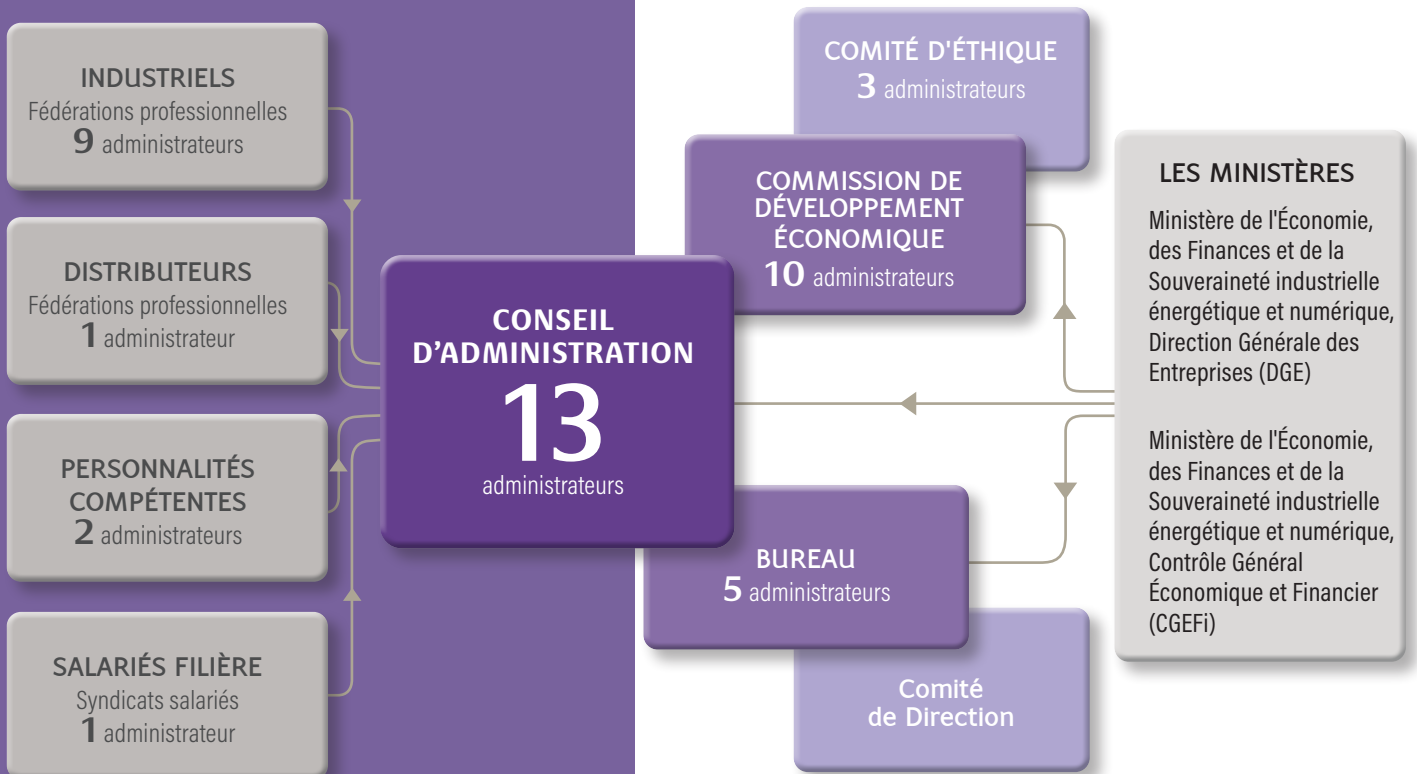 INDUSTRIELS
Fédérations professionnelles
9 administrateurs
DISTRIBUTEURS
Fédérations professionnelles
1 administrateur
PERSONNALITÉS
COMPÉTENTES
2 administrateurs
SALARIÉS FILIÈRE
Syndicats salariés
1 administrateur
CONSEIL
D’ADMINISTRATION
13
administrateurs
COMITÉ D'ÉTHIQUE
3 administrateurs
COMMISSION DE
DÉVELOPPEMENT
ÉCONOMIQUE
10 administrateurs
BUREAU
5 administrateurs
Comité
de Direction
LES MINISTÈRES
Ministère de l'Économie,
des Finances et de la
Souveraineté industrielle
énergétique et numérique,
Direction Générale des
Entreprises (DGE)
Ministère de l'Économie,
des Finances et de la
Souveraineté industrielle
énergétique et numérique,
Contrôle Général
Économique et Financier
(CGEFi)